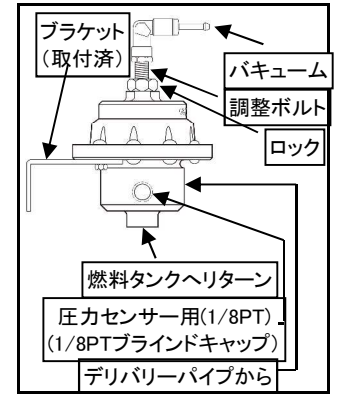 ブラケット
(取付済)
バキューム
調整ボルト
ロック
燃料タンクへリターン
圧力センサー用(1/8PT)
(1/8PTブラインドキャップ)
デリバリーパイプから